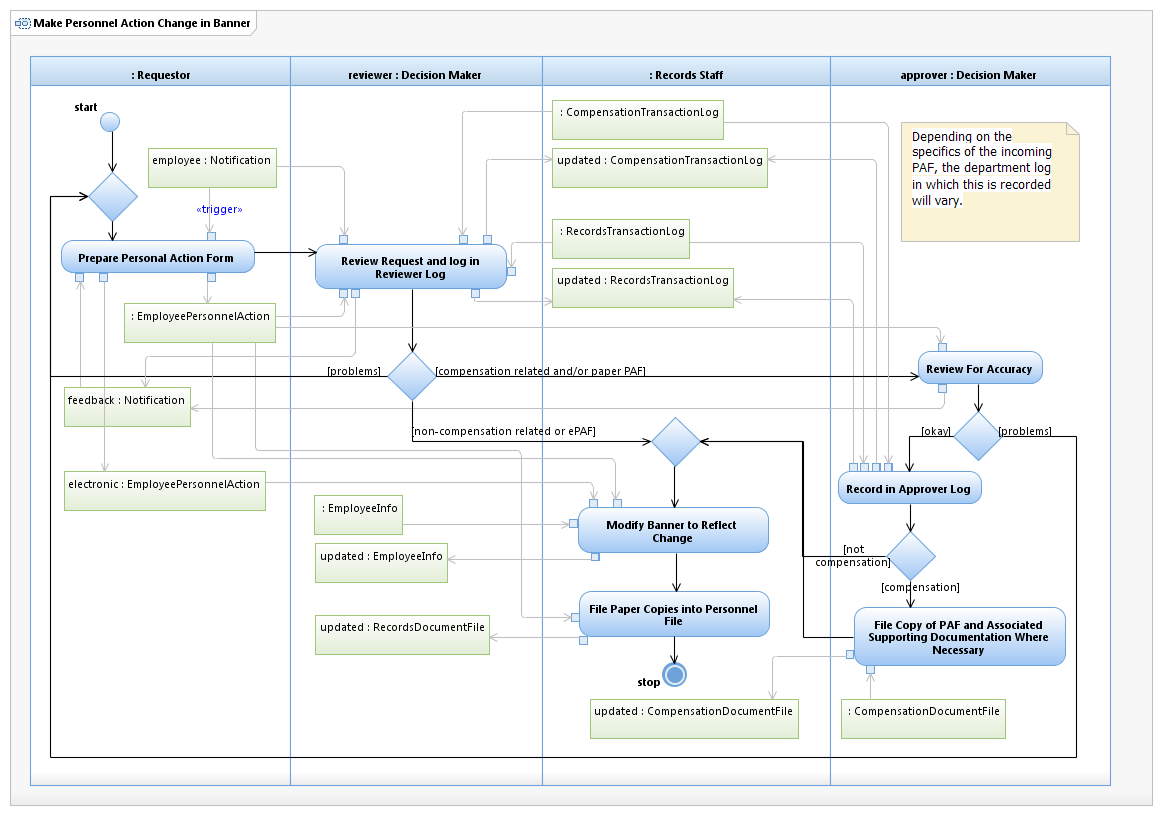 Make Personnel Action Change in Banner
: Requestor
reviewer : Decision Maker
: Records Staff
approver : Decision Maker
start
: CompensationTransactionLog
Depending on the
specifics of the incoming
PAF, the department log
in which this is recorded
will vary.
employee : Notification
updated : CompensationTransactionLog
«trigger»
: RecordsTransactionLog
Prepare Personal Action Form
Review Request and log in
Reviewer Log
updated : RecordsTransactionLog
: EmployeePersonnelAction
[problems]
[compensation related and/or paper PAF]
Review For Accuracy
feedback : Notification
[non-compensation related or ePAF]
[okay]
[problems]
electronic : EmployeePersonnelAction
Record in Approver Log
: EmployeeInfo
Modify Banner to Reflect
Change
updated : EmployeeInfo
[not
compensation]
[compensation]
File Paper Copies into Personnel
File
updated : RecordsDocumentFile
File Copy of PAF and Associated
Supporting Documentation Where
Necessary
stop
updated : CompensationDocumentFile
: CompensationDocumentFile